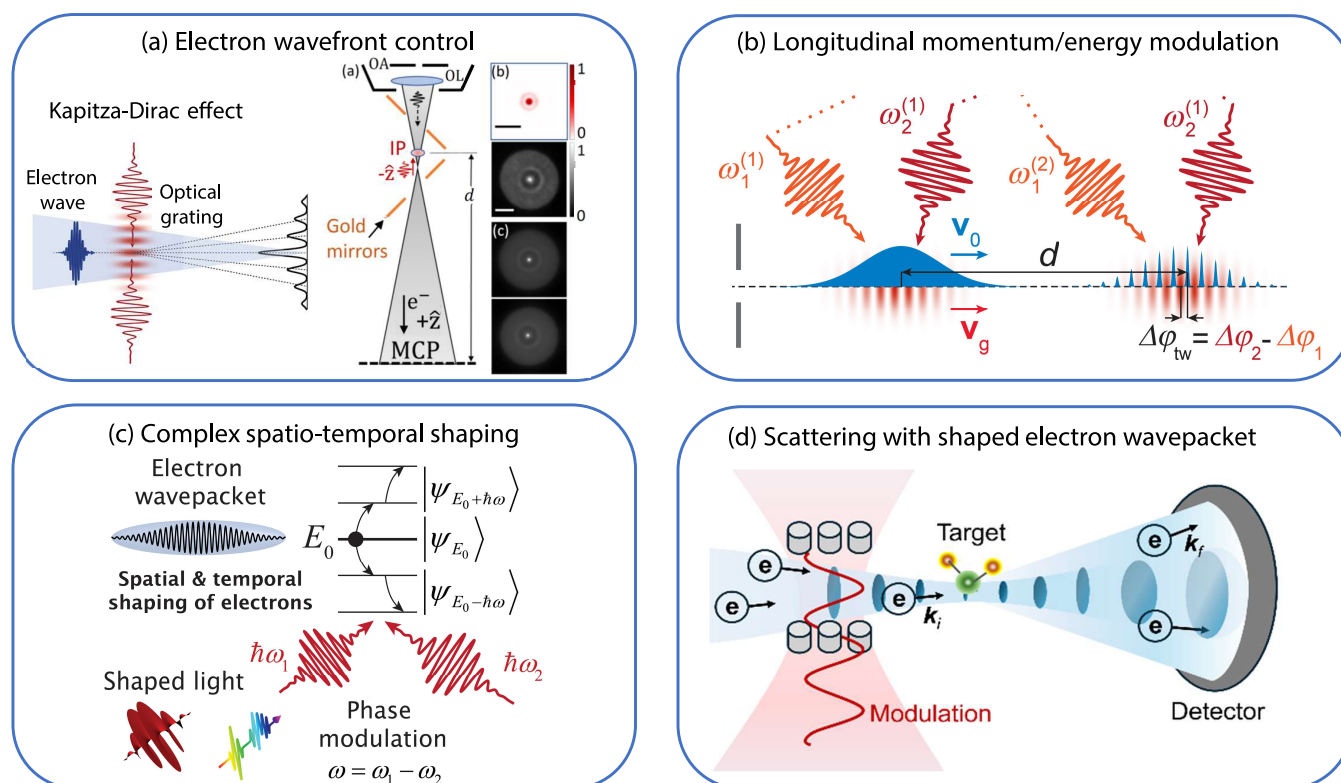 (a) Electron wavefront control
Kapitza-Dirac effect
Electron
wave
Optical
grating
(a)
OA
OL
IP
-ẑ
d
Gold
mirrors
e⁻
+ẑ
MCP
(b)
1
0
1
0
(c)
(b) Longitudinal momentum/energy modulation
ω₁⁽¹⁾
ω₂⁽¹⁾
ω₁⁽²⁾
ω₂⁽¹⁾
v₀
d
v_g
Δφ_tw = Δφ₂ - Δφ₁
(c) Complex spatio-temporal shaping
Electron
wavepacket
E₀
|ψ_{E₀+ħω}⟩
|ψ_{E₀}⟩
|ψ_{E₀−ħω}⟩
Spatial & temporal
shaping of electrons
ħω₁
ħω₂
Shaped light
Phase
modulation
ω = ω₁ − ω₂
(d) Scattering with shaped electron wavepacket
Target
e
e
e
k_i
e
k_f
e
Modulation
Detector